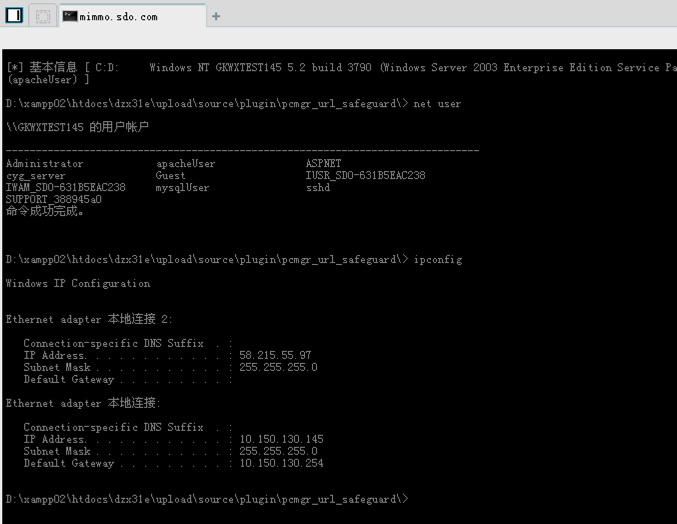 mimmo.sdo.com
[*] 基本信息 [ C:D: Windows NT GKWXTEST145 5.2 build 3790 (Windows Server 2003 Enterprise Edition Service Pa
(apacheUser) ]
D:\xampp02\htdocs\dzx31e\upload\source\plugin\pcmgr_url_safeguard\> net user
\\GKWXTEST145 的用户帐户
-------------------------------------------------------------------------------
Administrator apacheUser ASPNET
cyg_server Guest IUSR_SDO-631B5EAC238
IWAM_SDO-631B5EAC238 mysqlUser sshd
SUPPORT_388945a0
命令成功完成。
D:\xampp02\htdocs\dzx31e\upload\source\plugin\pcmgr_url_safeguard\> ipconfig
Windows IP Configuration
Ethernet adapter 本地连接 2:
Connection-specific DNS Suffix . :
IP Address. . . . . . . . . . . . : 58.215.55.97
Subnet Mask . . . . . . . . . . . : 255.255.255.0
Default Gateway . . . . . . . . . :
Ethernet adapter 本地连接:
Connection-specific DNS Suffix . :
IP Address. . . . . . . . . . . . : 10.150.130.145
Subnet Mask . . . . . . . . . . . : 255.255.255.0
Default Gateway . . . . . . . . . : 10.150.130.254
D:\xampp02\htdocs\dzx31e\upload\source\plugin\pcmgr_url_safeguard\>